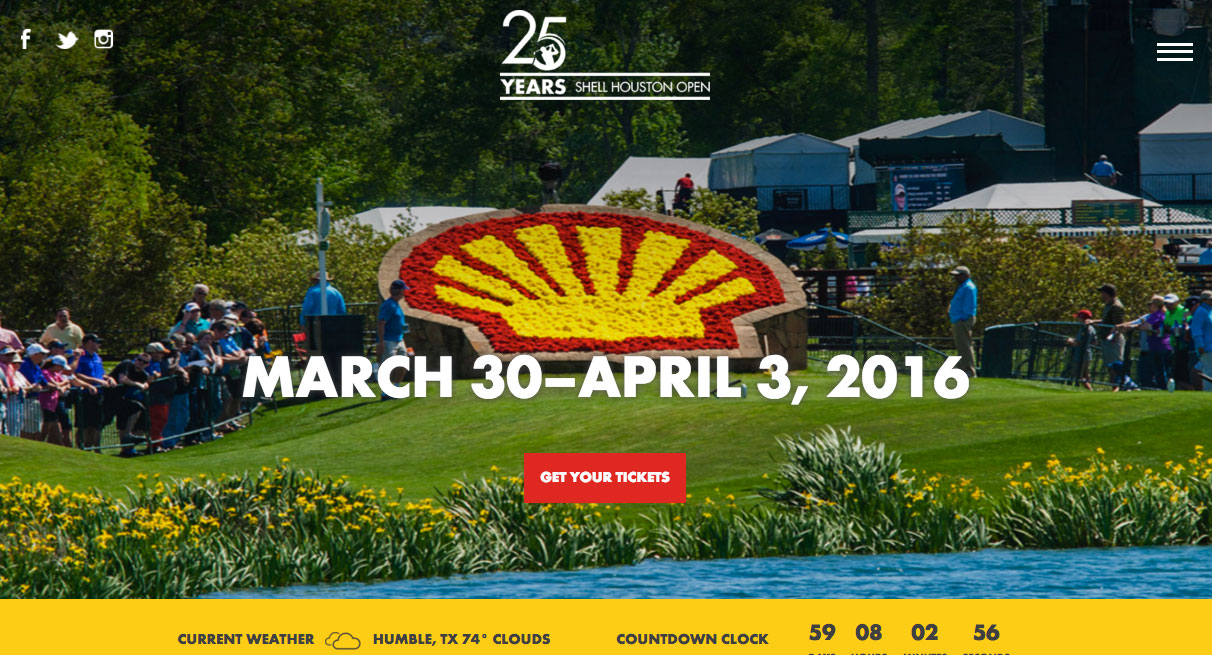 25
YEARS SHELL HOUSTON OPEN
MARCH 30–APRIL 3, 2016
GET YOUR TICKETS
CURRENT WEATHER HUMBLE, TX 74° CLOUDS COUNTDOWN CLOCK 59 08 02 56